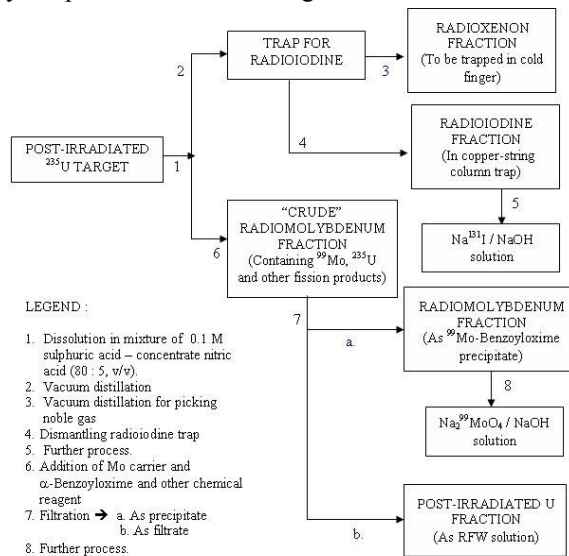 RADIOXENON
FRACTION
(To be trapped in cold
finger)
TRAP FOR
RADIOIODINE
2
3
4
RADIOIODINE
FRACTION
(In copper-string
column trap)
POST-IRRADIATED
²³⁵U TARGET
1
5
"CRUDE"
RADIOMOLYBDENUM
FRACTION
(Containing ⁹⁹Mo, ²³⁵U
and other fission products)
6
Na¹³¹I / NaOH
solution
7
a.
RADIOMOLYBDENUM
FRACTION
(As ⁹⁹Mo-Benzoyloxime
precipitate)
8
Na₂⁹⁹MoO₄ / NaOH
solution
b.
POST-IRRADIATED U
FRACTION
(As RFW solution)
LEGEND :
1. Dissolution in mixture of 0.1 M
sulphuric acid – concentrate nitric
acid (80 : 5, v/v).
2. Vacuum distillation
3. Vacuum distillation for picking
noble gas
4. Dismantling radioiodine trap
5. Further process.
6. Addition of Mo carrier and
α-Benzoyloxime and other chemical
reagent
7. Filtration ➔ a. As precipitate
b. As filtrate
8. Further process.